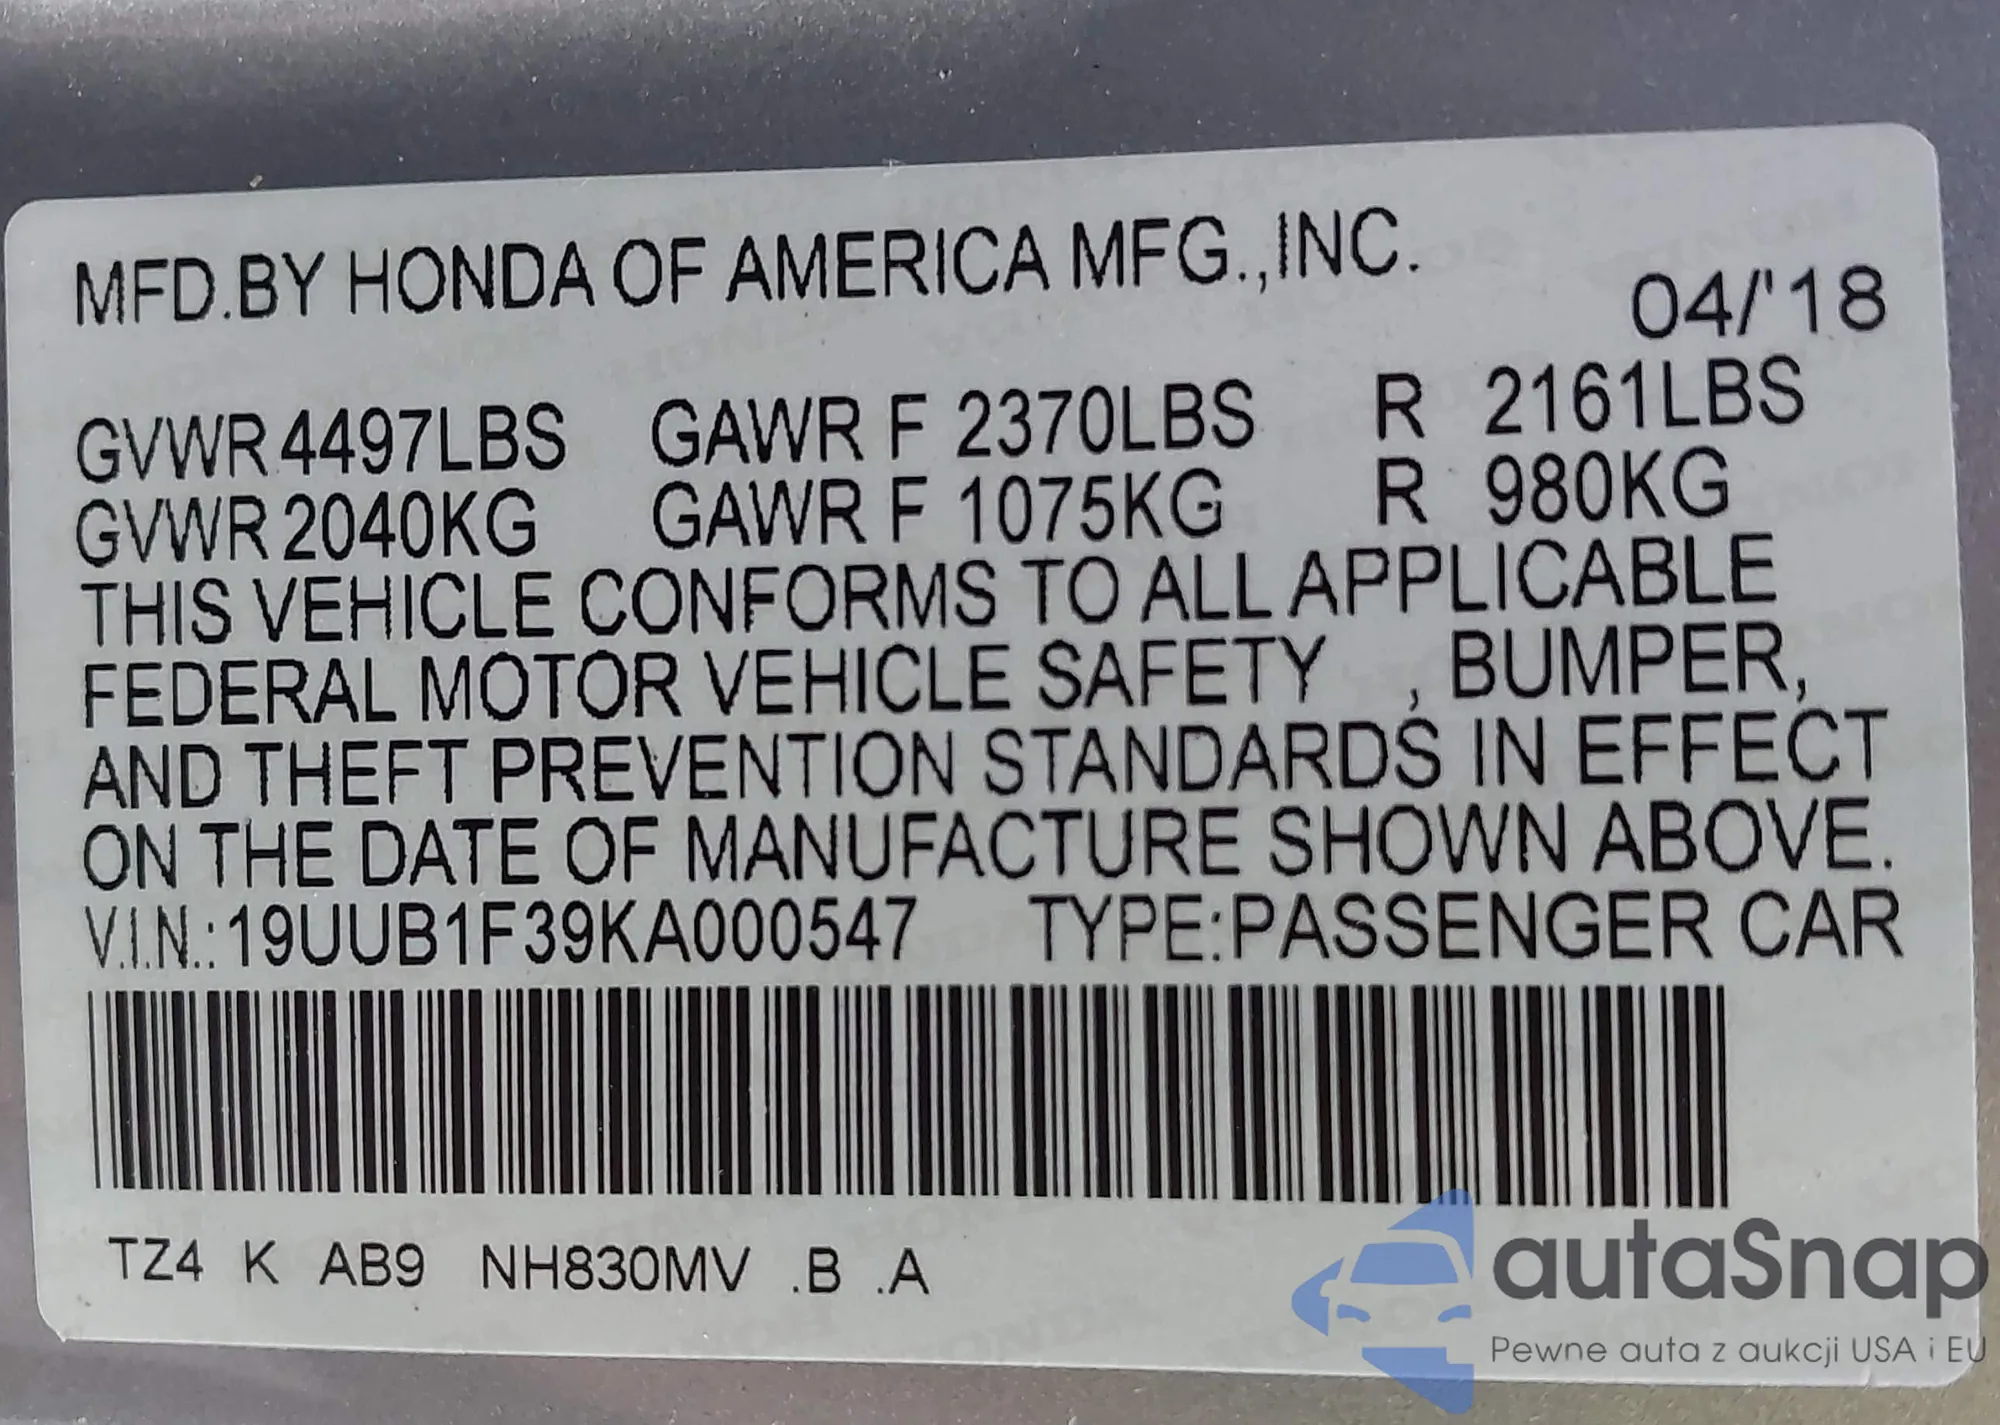 MFD.BY HONDA OF AMERICA MFG.,INC.
04/'18
GVWR 4497LBS GAWR F 2370LBS R 2161LBS
GVWR 2040KG GAWR F 1075KG R 980KG
THIS VEHICLE CONFORMS TO ALL APPLICABLE
FEDERAL MOTOR VEHICLE SAFETY , BUMPER,
AND THEFT PREVENTION STANDARDS IN EFFECT
ON THE DATE OF MANUFACTURE SHOWN ABOVE.
V.I.N.:19UUB1F39KA000547 TYPE:PASSENGER CAR
TZ4 K AB9 NH830MV .B .A
autaSnap
Pewne auta z aukcji USA i EU